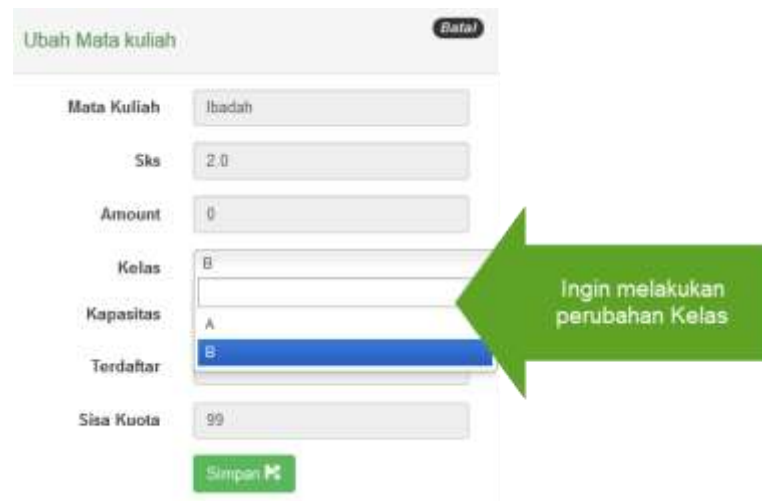 Ubah Mata kuliah
Batal
Mata Kuliah
Ibadah
Sks
2.0
Amount
0
Kelas
B
Kapasitas
A
B
Terdaftar
Sisa Kuota
99
Simpan
Ingin melakukan
perubahan Kelas